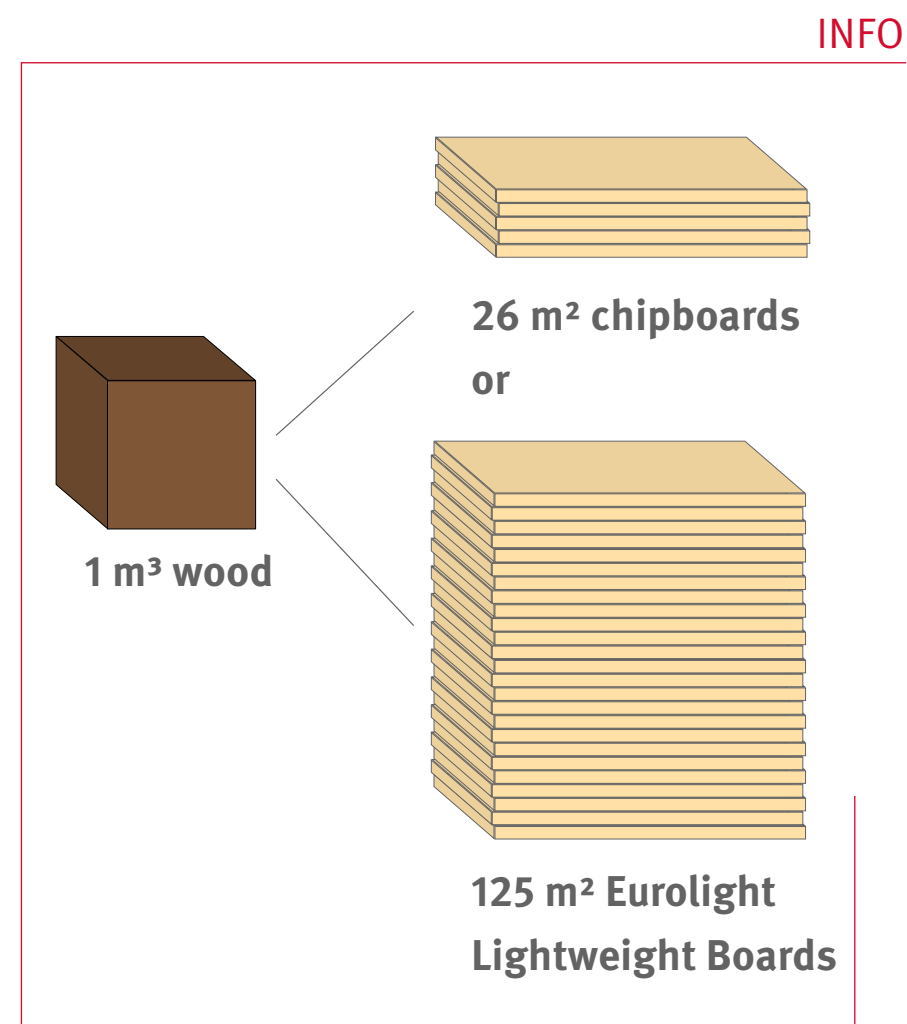 INFO
26 m² chipboards
or
1 m³ wood
125 m² Eurolight
Lightweight Boards